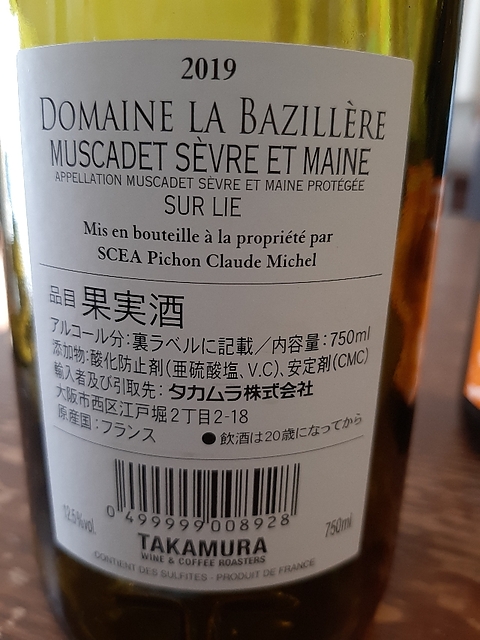 2019
DOMAINE LA BAZILLÈRE
MUSCADET SÈVRE ET MAINE
APPELLATION MUSCADET SÈVRE ET MAINE PROTÉGÉE
SUR LIE
Mis en bouteille à la propriété par
SCEA Pichon Claude Michel
品目 果実酒
アルコール分:裏ラベルに記載/内容量:750ml
添加物:酸化防止剤(亜硫酸塩、V.C)、安定剤(CMC)
輸入者及び引取先:タカムラ株式会社
大阪市西区江戸堀2丁目2-18
原産国:フランス ●飲酒は20歳になってから
0 499999 008928
12.5%vol 750ml
TAKAMURA
WINE & COFFEE ROASTERS
CONTIENT DES SULFITES - PRODUIT DE FRANCE